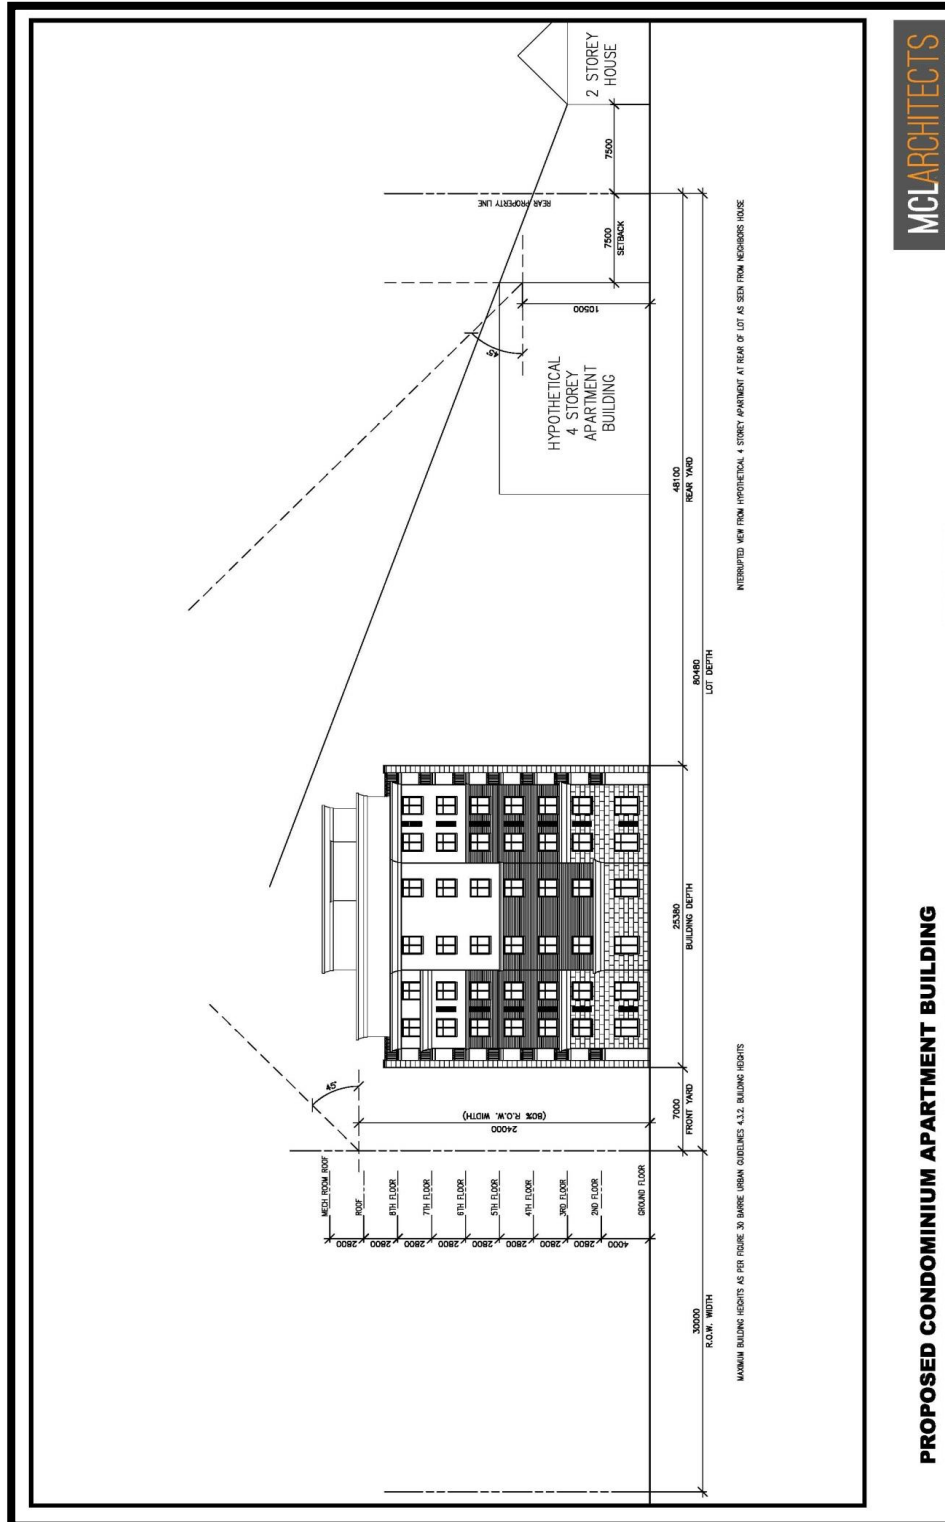 2 STOREY
HOUSE
7500
REAR PROPERTY LINE
7500
SETBACK
10500
45°
HYPOTHETICAL
4 STOREY
APARTMENT
BUILDING
48100
REAR YARD
80480
LOT DEPTH
INTERRUPTED VIEW FROM HYPOTHETICAL 4 STOREY APARTMENT AT REAR OF LOT AS SEEN FROM NEIGHBORS HOUSE
25380
BUILDING DEPTH
45°
24000
(80% R.O.W. WIDTH)
7000
FRONT YARD
MECH ROOM ROOF
ROOF
8TH FLOOR
7TH FLOOR
6TH FLOOR
5TH FLOOR
4TH FLOOR
3RD FLOOR
2ND FLOOR
GROUND FLOOR
2800
2800
2800
2800
2800
2800
2800
2800
4000
30000
R.O.W. WIDTH
MAXIMUM BUILDING HEIGHTS AS PER FIGURE 30 BARRIE URBAN GUIDELINES 4.3.2. BUILDING HEIGHTS
PROPOSED CONDOMINIUM APARTMENT BUILDING
MCLARCHITECTS